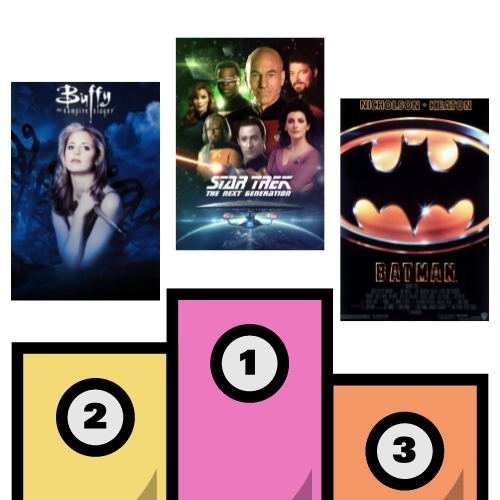 Buffy
the vampire slayer
STAR TREK
THE NEXT GENERATION
NICHOLSON • KEATON
BATMAN
1
2
3